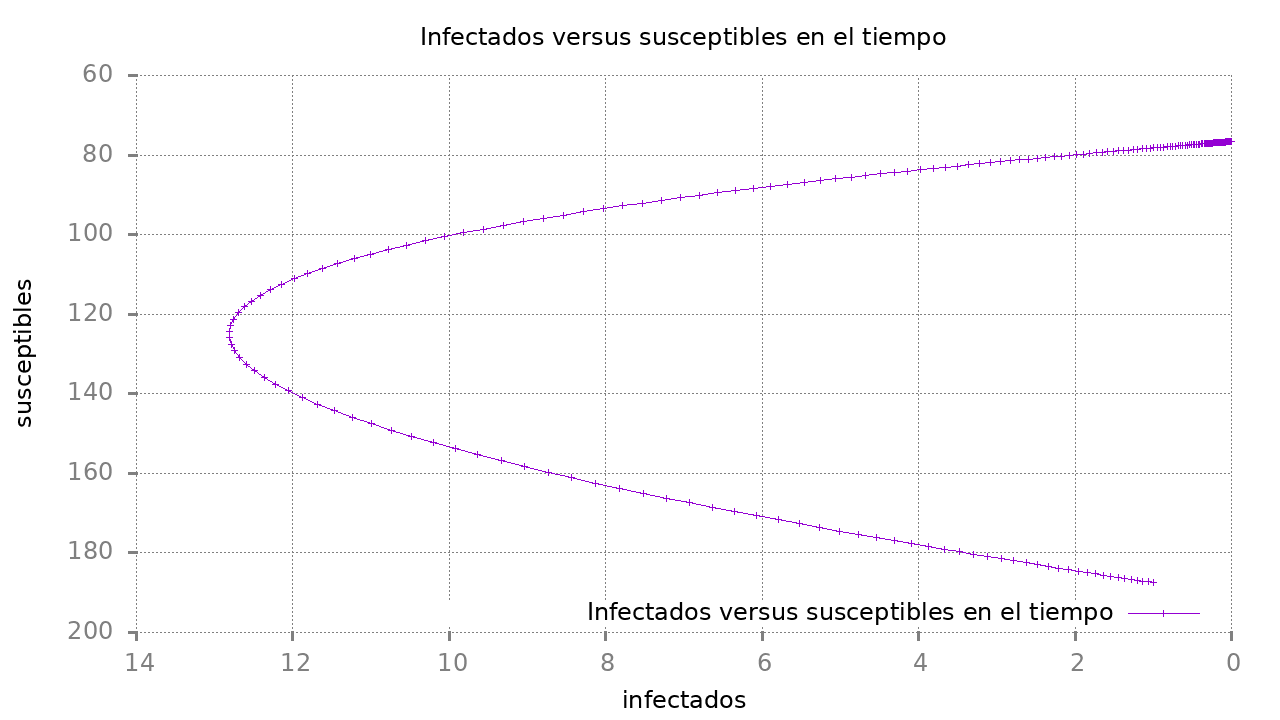 Infectados versus susceptibles en el tiempo
60
80
100
120
140
160
180
200
susceptibles
Infectados versus susceptibles en el tiempo
14 12 10 8 6 4 2 0
infectados